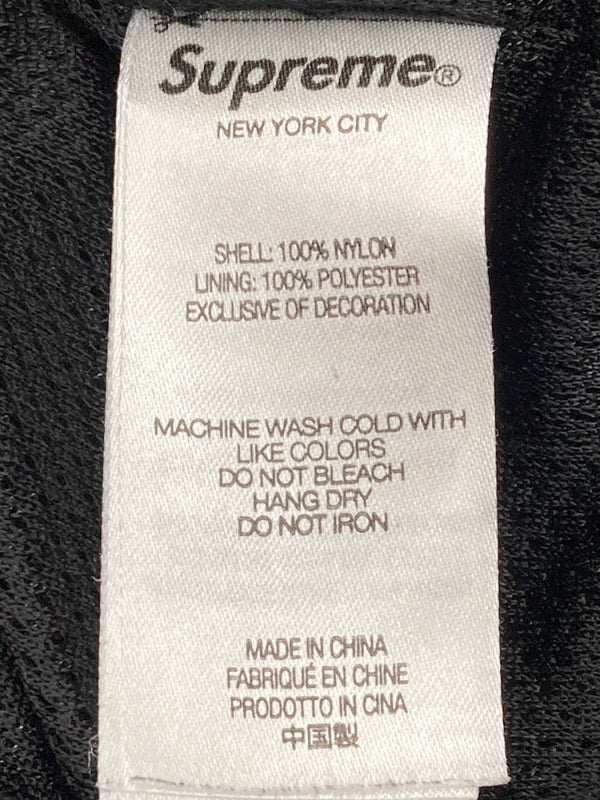 Supreme®
NEW YORK CITY
SHELL: 100% NYLON
LINING: 100% POLYESTER
EXCLUSIVE OF DECORATION
MACHINE WASH COLD WITH
LIKE COLORS
DO NOT BLEACH
HANG DRY
DO NOT IRON
MADE IN CHINA
FABRIQUÉ EN CHINE
PRODOTTO IN CINA
中国製